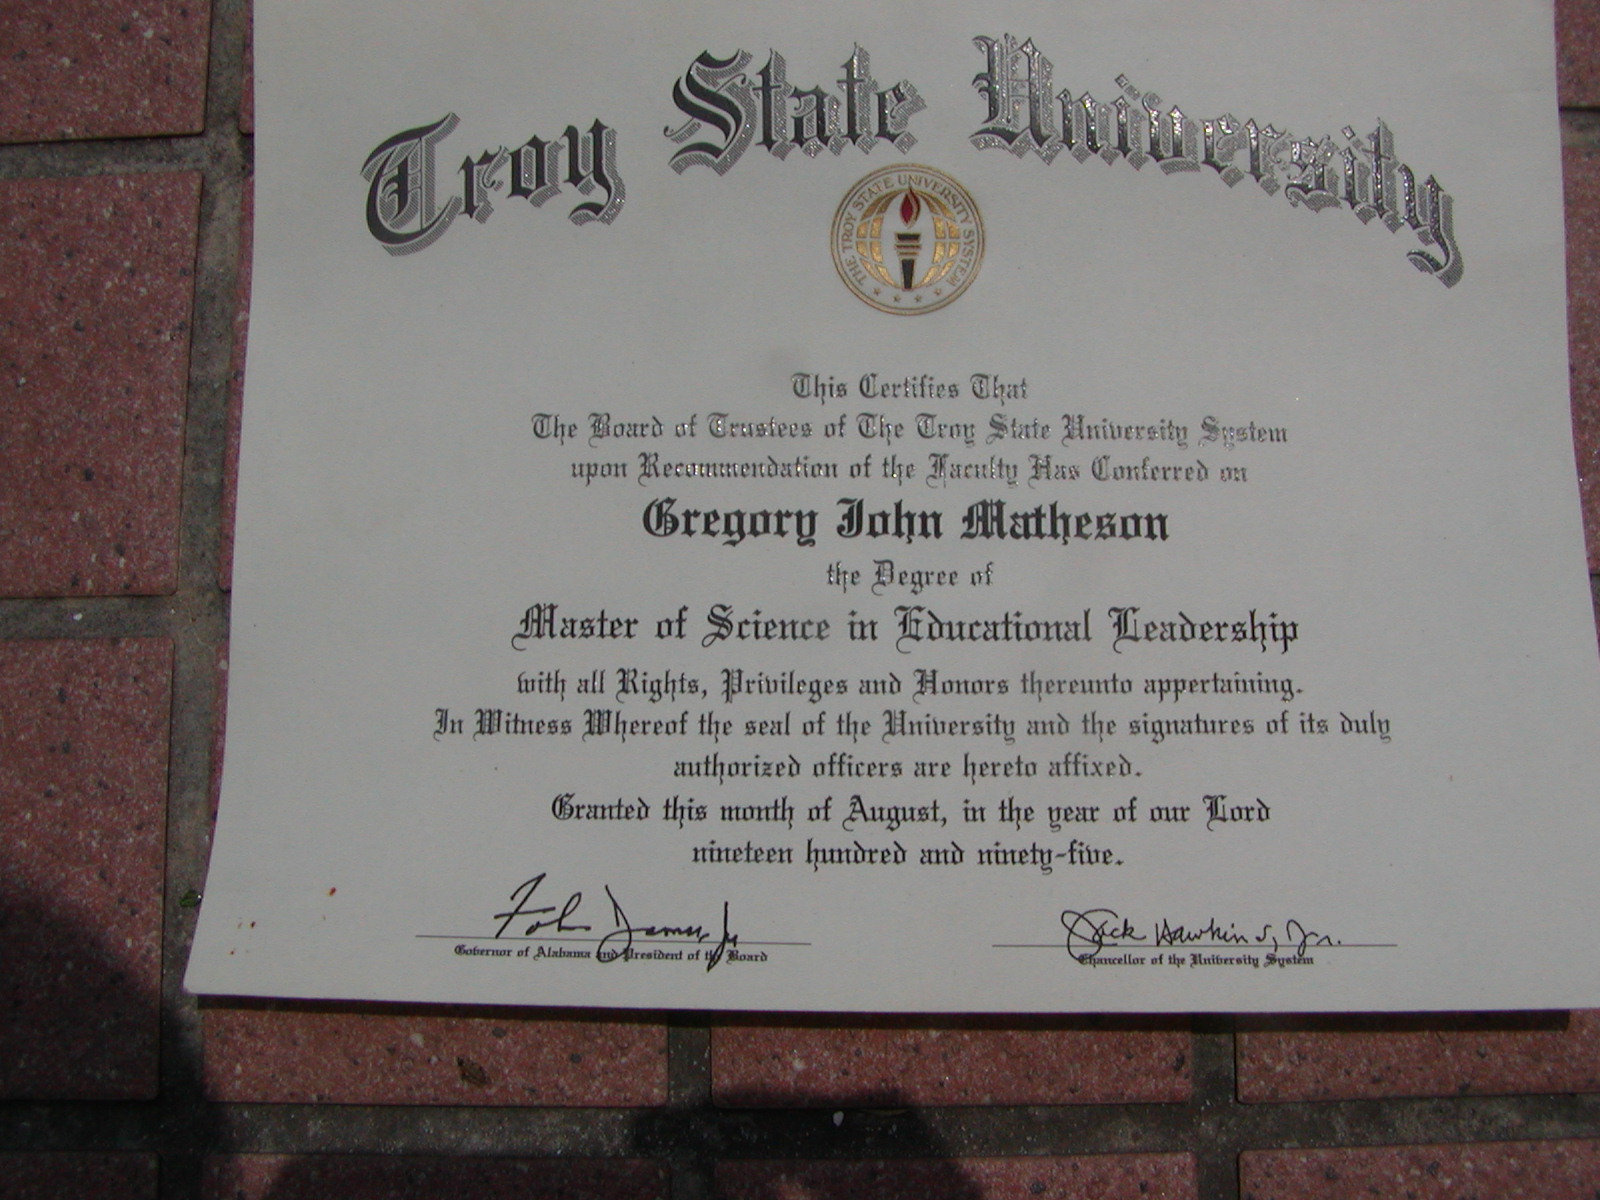 Troy State University
THE TROY STATE UNIVERSITY SYSTEM
This Certifies That
The Board of Trustees of The Troy State University System
upon Recommendation of the Faculty Has Conferred on
Gregory John Matheson
the Degree of
Master of Science in Educational Leadership
with all Rights, Privileges and Honors thereunto appertaining.
In Witness Whereof the seal of the University and the signatures of its duly
authorized officers are hereto affixed.
Granted this month of August, in the year of our Lord
nineteen hundred and ninety-five.
Fob James Jr
Jack Hawkins, Jr.
Governor of Alabama and President of the Board
Chancellor of the University System